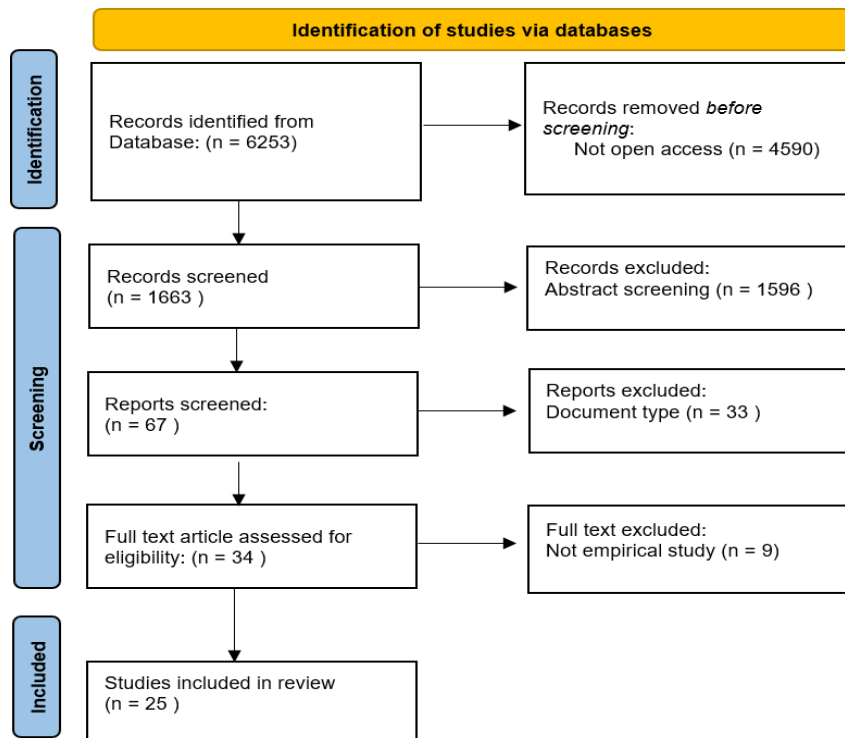 Identification of studies via databases
Identification
Records identified from
Database: (n = 6253)
Records removed before
screening:
Not open access (n = 4590)
Screening
Records screened
(n = 1663 )
Records excluded:
Abstract screening (n = 1596 )
Reports screened:
(n = 67 )
Reports excluded:
Document type (n = 33 )
Full text article assessed for
eligibility: (n = 34 )
Full text excluded:
Not empirical study (n = 9)
Included
Studies included in review
(n = 25 )